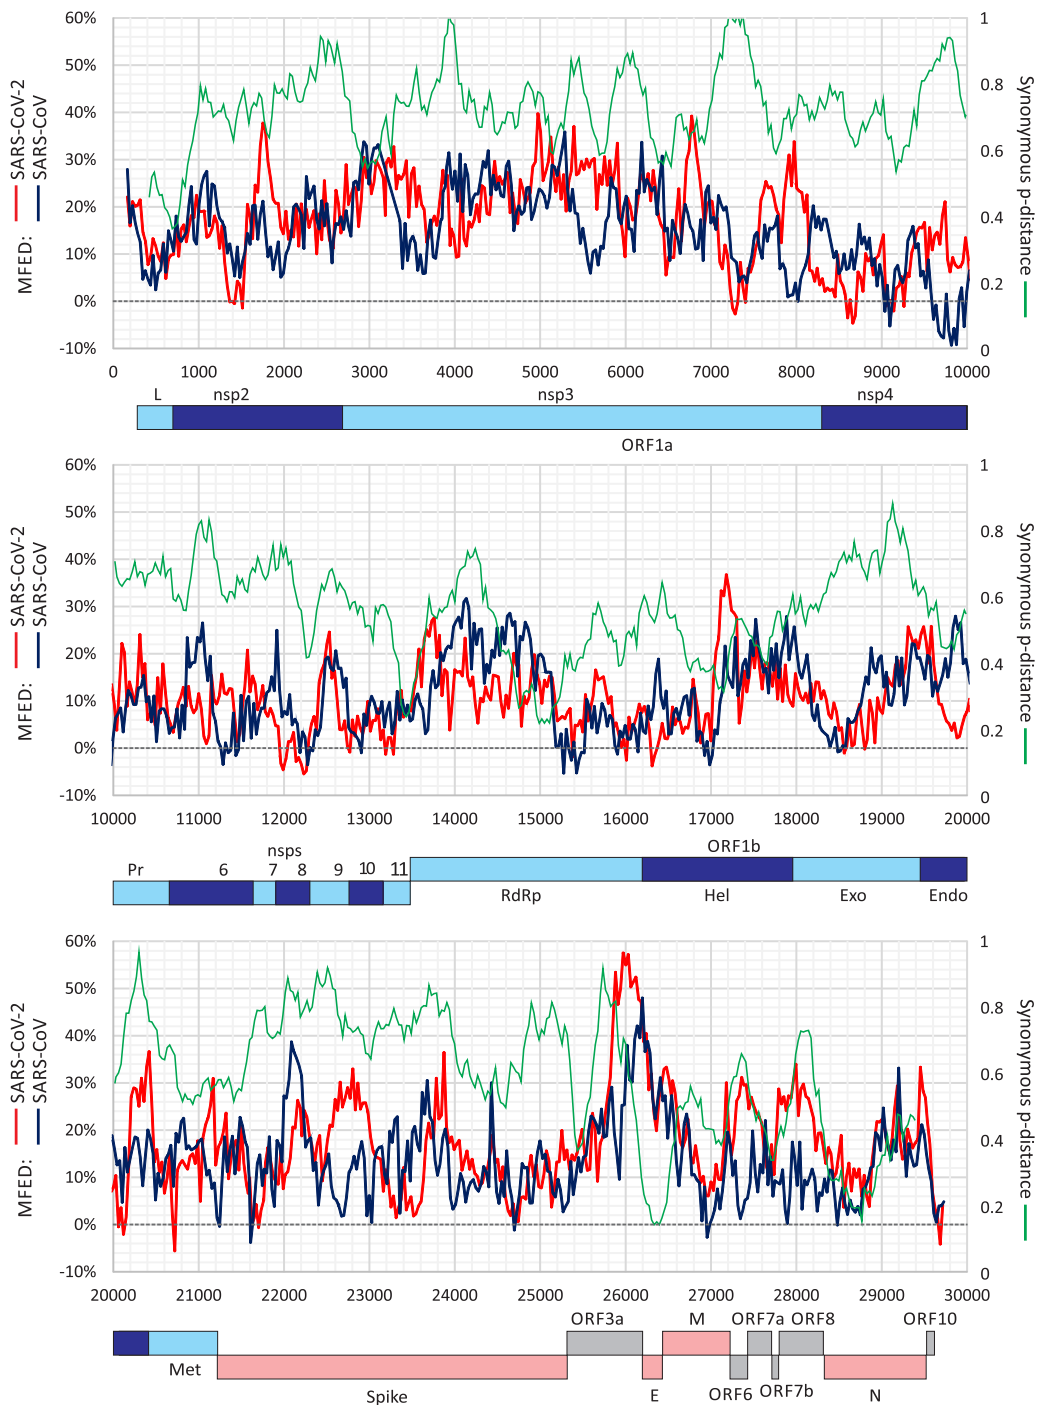 60%
50%
40%
30%
20%
10%
0%
-10%
MFED: SARS-CoV-2
SARS-CoV
1
0.8
0.6
0.4
0.2
0
Synonymous p-distance
0 1000 2000 3000 4000 5000 6000 7000 8000 9000 10000
L nsp2 nsp3 nsp4
ORF1a
60%
50%
40%
30%
20%
10%
0%
-10%
MFED: SARS-CoV-2
SARS-CoV
1
0.8
0.6
0.4
0.2
0
Synonymous p-distance
10000 11000 12000 13000 14000 15000 16000 17000 18000 19000 20000
nsps ORF1b
Pr 6 7 8 9 10 11
RdRp Hel Exo Endo
60%
50%
40%
30%
20%
10%
0%
-10%
MFED: SARS-CoV-2
SARS-CoV
1
0.8
0.6
0.4
0.2
0
Synonymous p-distance
20000 21000 22000 23000 24000 25000 26000 27000 28000 29000 30000
ORF3a M ORF7a ORF8 ORF10
Met Spike E ORF6 ORF7b N